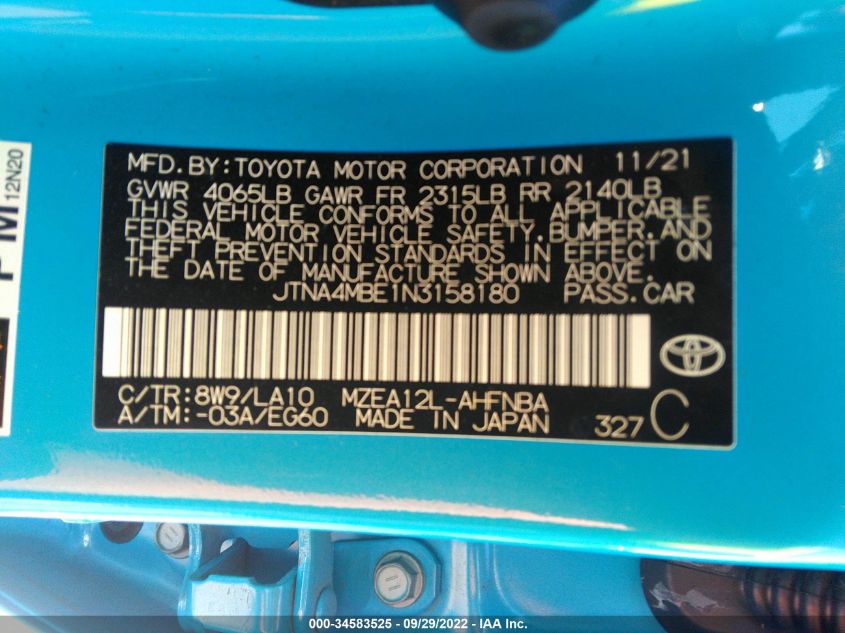 MFD.BY:TOYOTA MOTOR CORPORATION 11/21
GVWR 4065LB GAWR FR 2315LB RR 2140LB
THIS VEHICLE CONFORMS TO ALL APPLICABLE
FEDERAL MOTOR VEHICLE SAFETY,BUMPER,AND
THEFT PREVENTION STANDARDS IN EFFECT ON
THE DATE OF MANUFACTURE SHOWN ABOVE.
JTNA4MBE1N3158180 PASS.CAR
C/TR:8W9/LA10 MZEA12L-AHFNBA
A/TM:-03A/EG60 MADE IN JAPAN 327 C
PM
12N20
000-34583525 - 09/29/2022 - IAA Inc.